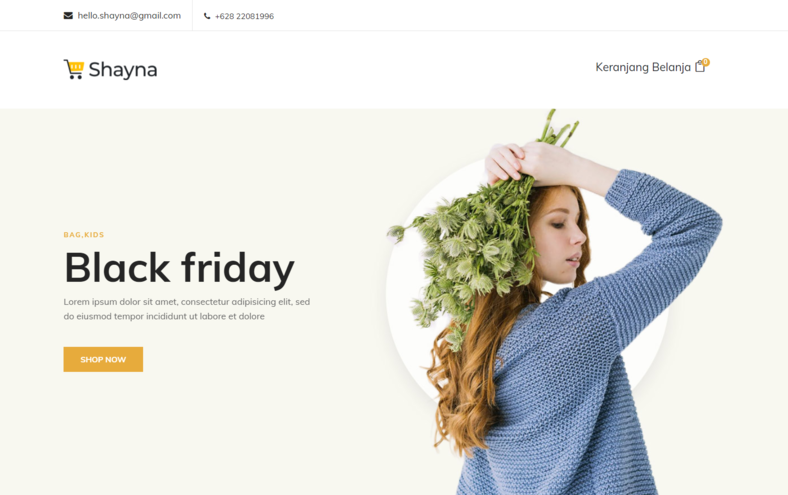 hello.shayna@gmail.com
+628 22081996
Shayna
Keranjang Belanja 0
BAG,KIDS
Black friday
Lorem ipsum dolor sit amet, consectetur adipisicing elit, sed
do eiusmod tempor incididunt ut labore et dolore
SHOP NOW